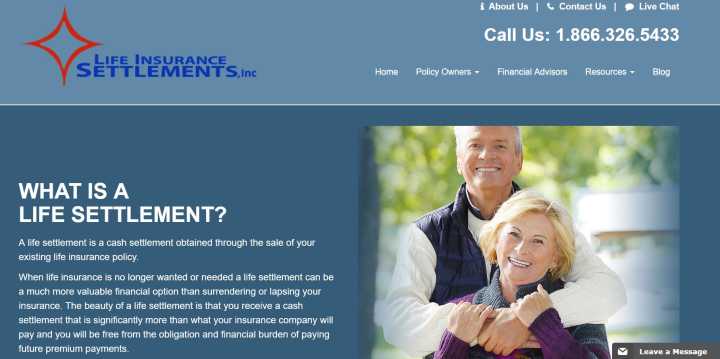 About Us | Contact Us | Live Chat
Call Us: 1.866.326.5433
LIFE INSURANCE
SETTLEMENTS, Inc
Home Policy Owners Financial Advisors Resources Blog
WHAT IS A
LIFE SETTLEMENT?
A life settlement is a cash settlement obtained through the sale of your
existing life insurance policy.
When life insurance is no longer wanted or needed a life settlement can be
a much more valuable financial option than surrendering or lapsing your
insurance. The beauty of a life settlement is that you receive a cash
settlement that is significantly more than what your insurance company will
pay and you will be free from the obligation and financial burden of paying
future premium payments.
Leave a Message